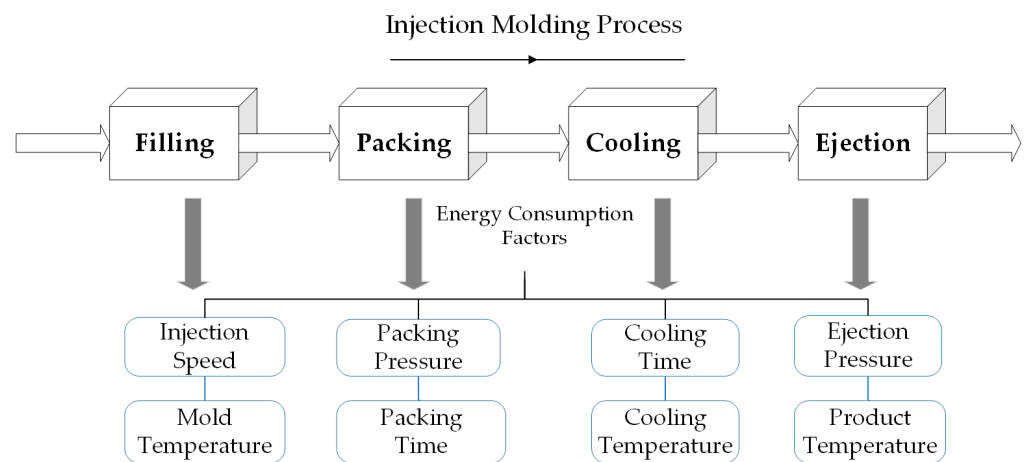 Injection Molding Process
Filling
Packing
Cooling
Ejection
Energy Consumption
Factors
Injection
Speed
Packing
Pressure
Cooling
Time
Ejection
Pressure
Mold
Temperature
Packing
Time
Cooling
Temperature
Product
Temperature